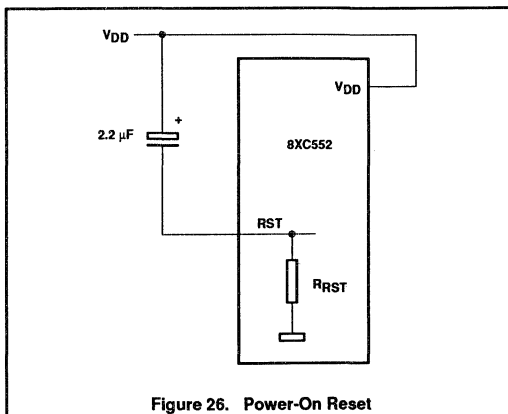 VDD
VDD
2.2 µF
+
8XC552
RST
RRST
Figure 26. Power-On Reset